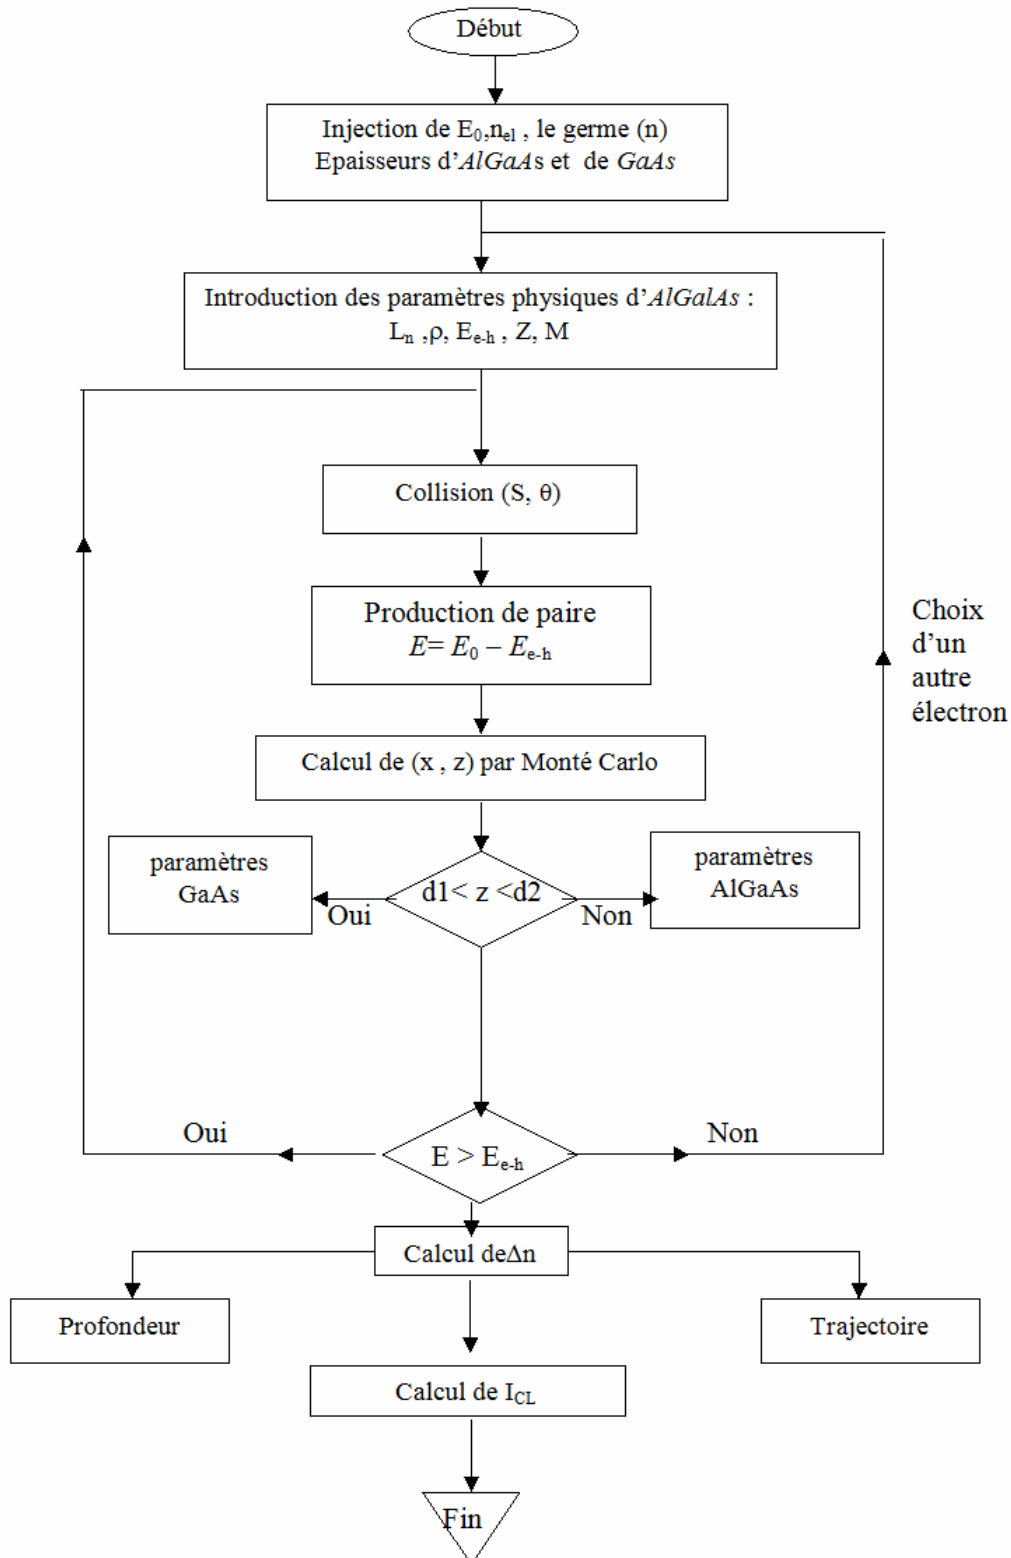 Début
Injection de E₀,nₑₗ , le germe (n)
Epaisseurs d’AlGaAs et de GaAs
Introduction des paramètres physiques d’AlGalAs :
Lₙ ,ρ, Eₑ₋ₕ , Z, M
Collision (S, θ)
Production de paire
E= E₀ – Eₑ₋ₕ
Choix
d’un
autre
électron
Calcul de (x , z) par Monté Carlo
paramètres
GaAs
d1< z <d2
paramètres
AlGaAs
Oui
Non
Oui
E > Eₑ₋ₕ
Non
Calcul deΔn
Profondeur
Trajectoire
Calcul de I_CL
Fin